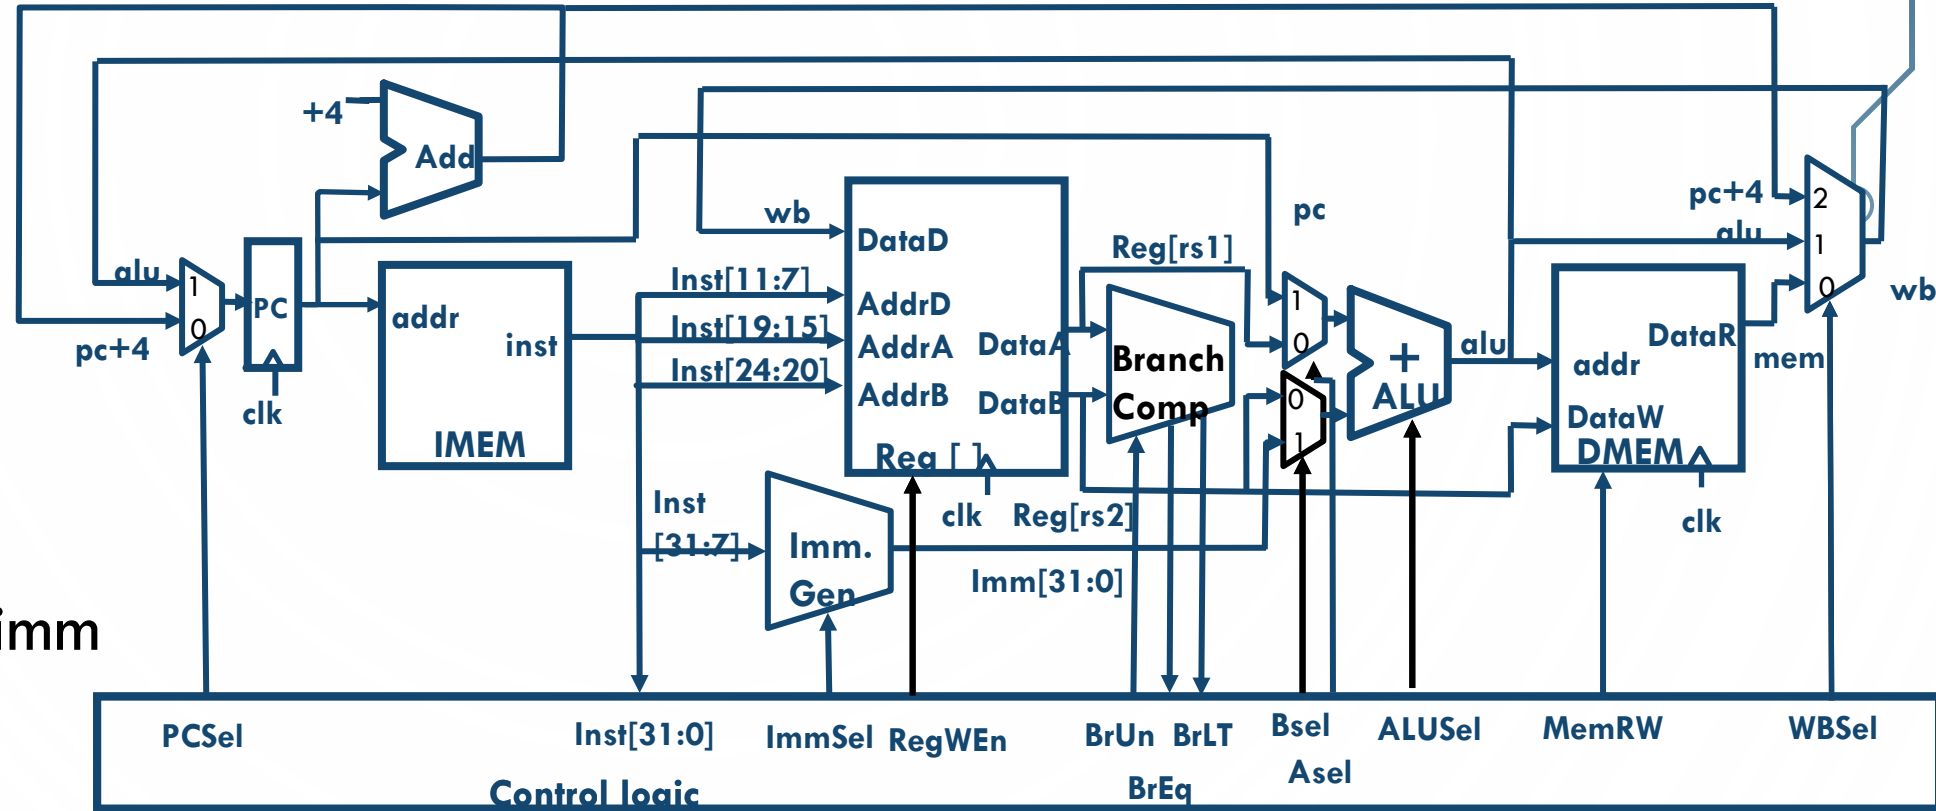 +4
Add
pc+4
2
pc
wb
DataD
Reg[rs1]
alu
1
alu
1
Inst[11:7]
AddrD
1
0
wb
PC
addr
Inst[19:15]
AddrA
DataA
Branch
0
+
alu
DataR
mem
0
inst
addr
pc+4
Inst[24:20]
AddrB
DataB
Comp
0
ALU
DataW
clk
IMEM
Reg [ ]
1
DMEM
Inst
clk
Reg[rs2]
clk
[31:7]
Imm.
Imm[31:0]
Gen
imm
PCSel
Inst[31:0]
ImmSel
RegWEn
BrUn
BrLT
Bsel
ALUSel
MemRW
WBSel
Asel
BrEq
Control logic